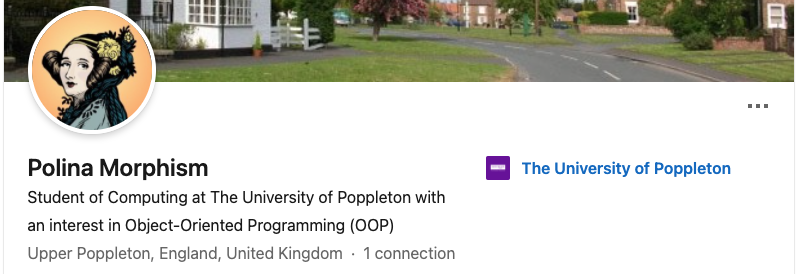 Polina Morphism
The University of Poppleton
Student of Computing at The University of Poppleton with
an interest in Object-Oriented Programming (OOP)
Upper Poppleton, England, United Kingdom · 1 connection